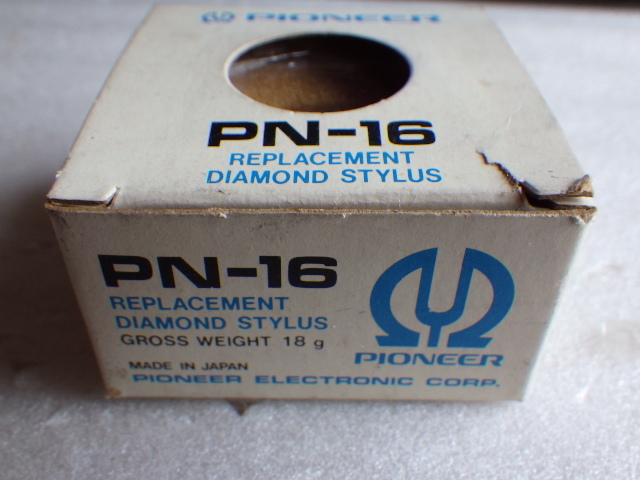 PIONEER
PN-16
REPLACEMENT
DIAMOND STYLUS
PN-16
REPLACEMENT
DIAMOND STYLUS
GROSS WEIGHT 18 g
MADE IN JAPAN
PIONEER ELECTRONIC CORP.
PIONEER